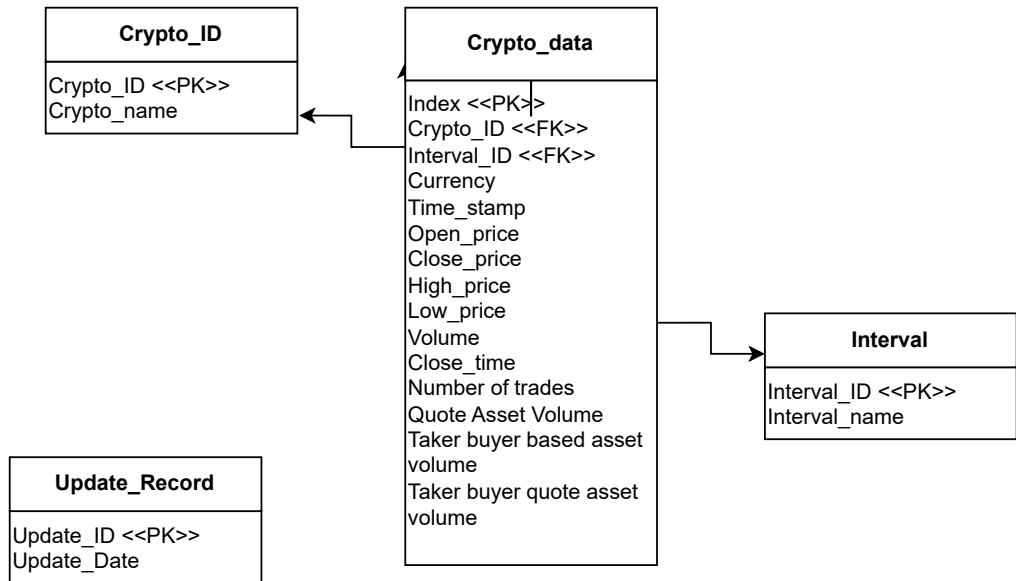 Crypto_ID
Crypto_ID <<PK>>
Crypto_name
Crypto_data
Index <<PK>>
Crypto_ID <<FK>>
Interval_ID <<FK>>
Currency
Time_stamp
Open_price
Close_price
High_price
Low_price
Volume
Close_time
Number of trades
Quote Asset Volume
Taker buyer based asset
volume
Taker buyer quote asset
volume
Interval
Interval_ID <<PK>>
Interval_name
Update_Record
Update_ID <<PK>>
Update_Date